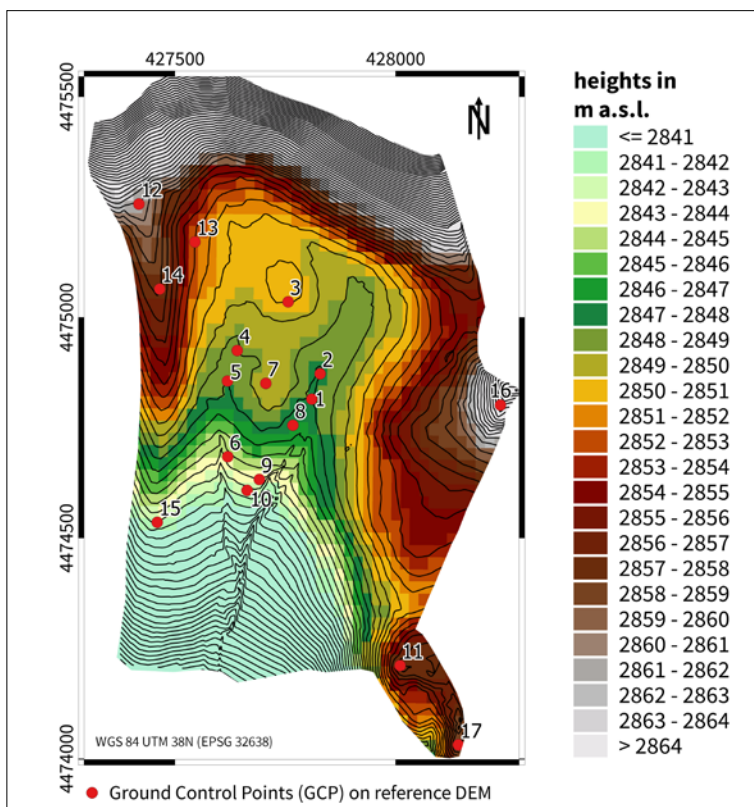 427500 428000
4475500
4475000
4474500
4474000
N
12
13
14
3
4
5
7
2
1
8
16
6
9
10
15
11
17
WGS 84 UTM 38N (EPSG 32638)
Ground Control Points (GCP) on reference DEM
heights in
m a.s.l.
<= 2841
2841 - 2842
2842 - 2843
2843 - 2844
2844 - 2845
2845 - 2846
2846 - 2847
2847 - 2848
2848 - 2849
2849 - 2850
2850 - 2851
2851 - 2852
2852 - 2853
2853 - 2854
2854 - 2855
2855 - 2856
2856 - 2857
2857 - 2858
2858 - 2859
2859 - 2860
2860 - 2861
2861 - 2862
2862 - 2863
2863 - 2864
> 2864